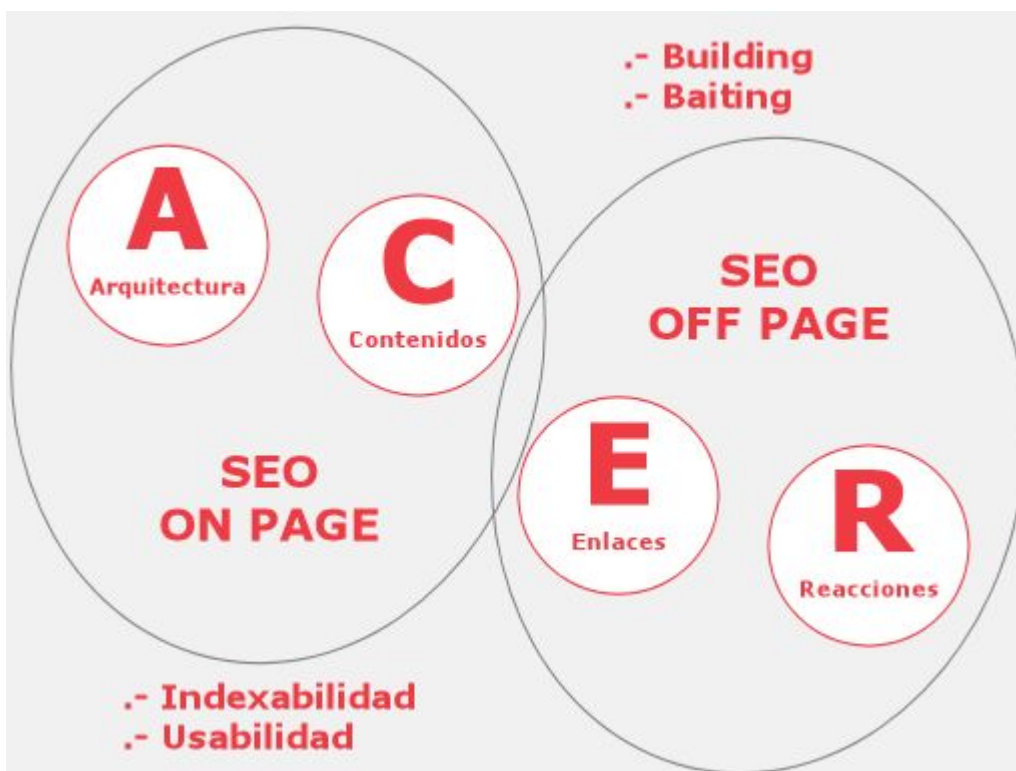 .- Building
.- Baiting
A
Arquitectura
C
Contenidos
SEO
OFF PAGE
SEO
ON PAGE
E
Enlaces
R
Reacciones
.- Indexabilidad
.- Usabilidad